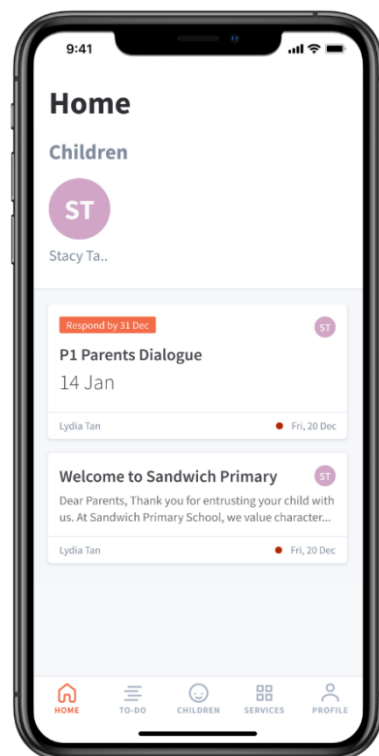 9:41
Home
Children
ST
Stacy Ta..
Respond by 31 Dec
ST
P1 Parents Dialogue
14 Jan
Lydia Tan
Fri, 20 Dec
Welcome to Sandwich Primary
ST
Dear Parents, Thank you for entrusting your child with
us. At Sandwich Primary School, we value character...
Lydia Tan
Fri, 20 Dec
HOME
TO-DO
CHILDREN
SERVICES
PROFILE